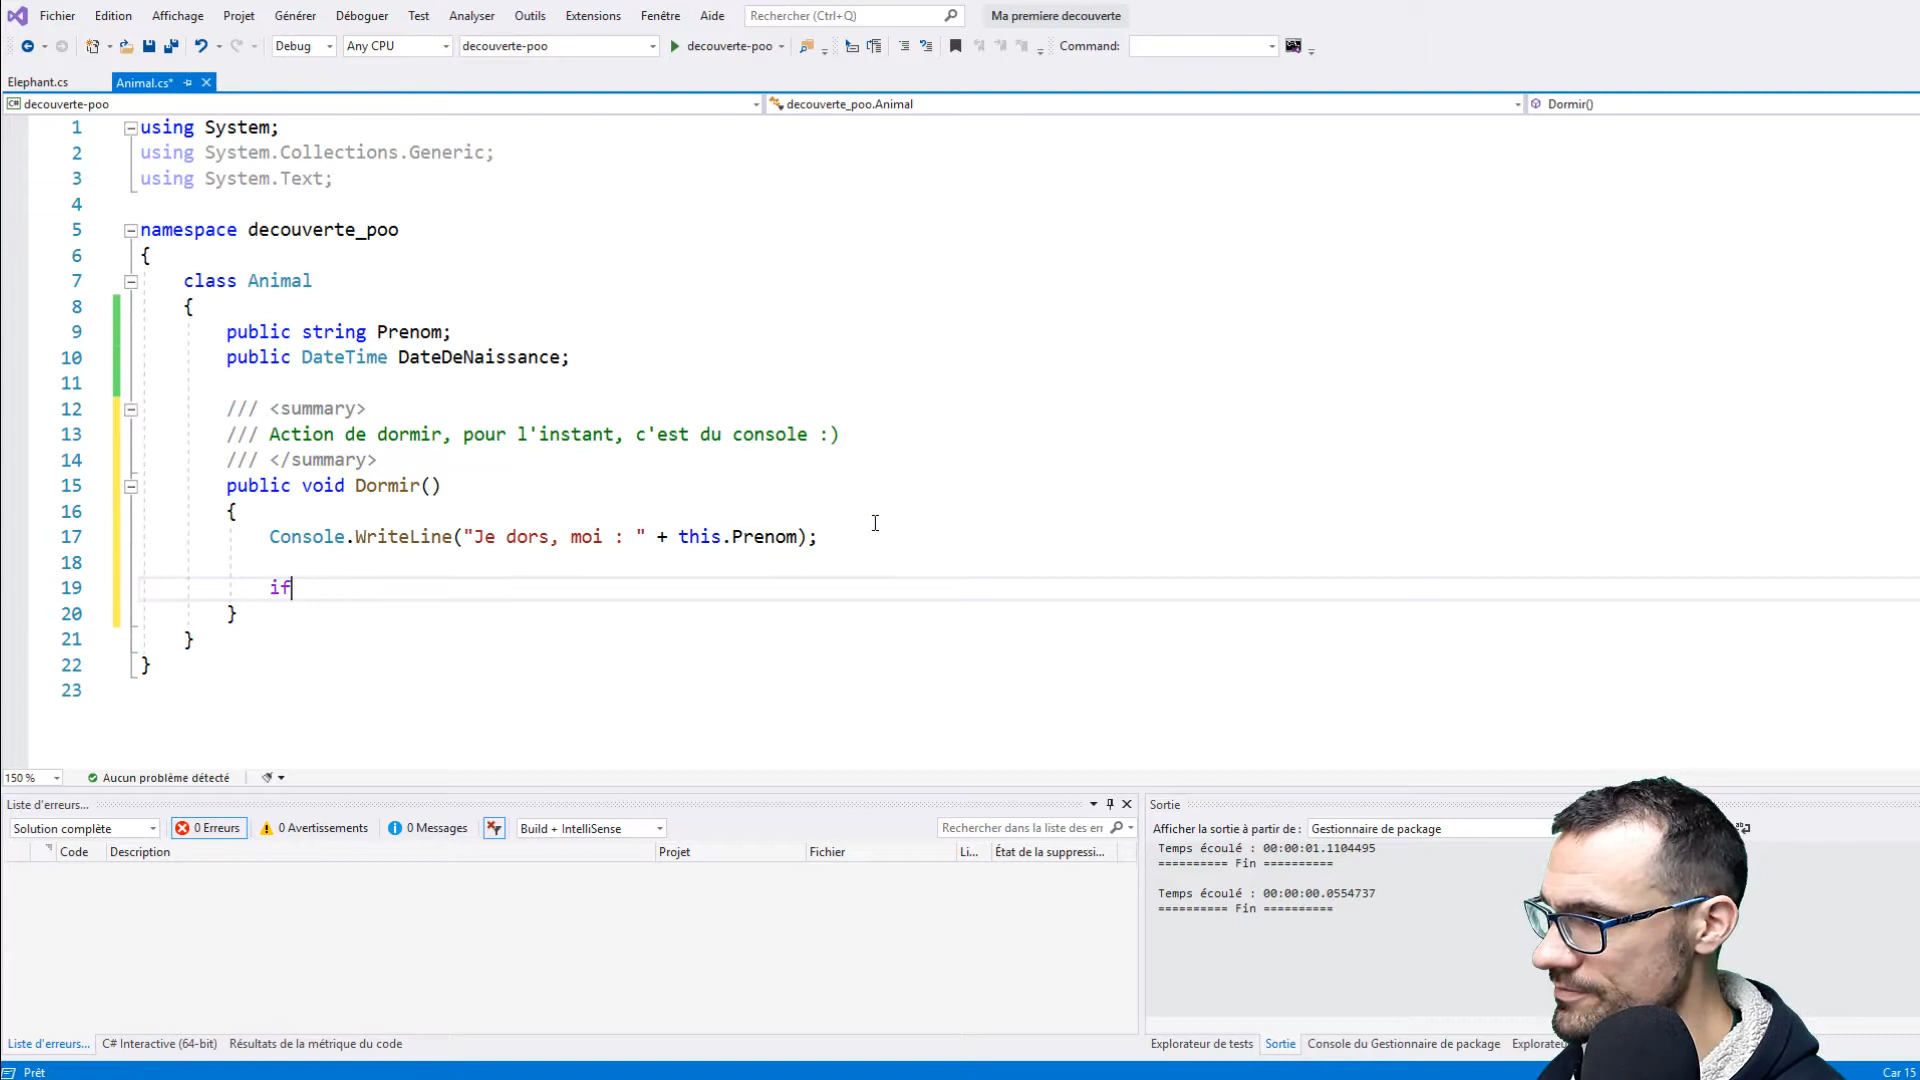 Fichier Edition Affichage Projet Générer Déboguer Test Analyser Outils Extensions Fenêtre Aide Rechercher (Ctrl+Q) Ma premiere decouverte
Debug Any CPU decouverte-poo decouverte-poo Command:
Elephant.cs Animal.cs*
decouverte-poo decouverte_poo.Animal Dormir()
1 using System;
2 using System.Collections.Generic;
3 using System.Text;
4
5 namespace decouverte_poo
6 {
7 class Animal
8 {
9 public string Prenom;
10 public DateTime DateDeNaissance;
11
12 /// <summary>
13 /// Action de dormir, pour l'instant, c'est du console :)
14 /// </summary>
15 public void Dormir()
16 {
17 Console.WriteLine("Je dors, moi : " + this.Prenom);
18
19 if
20 }
21 }
22 }
23
150 % Aucun problème détecté
Liste d'erreurs...
Solution complète 0 Erreurs 0 Avertissements 0 Messages Build + IntelliSense Rechercher dans la liste des err
Code Description Projet Fichier Li... État de la suppressi...
Sortie
Afficher la sortie à partir de : Gestionnaire de package
Temps écoulé : 00:00:01.1104495
========== Fin ==========
Temps écoulé : 00:00:00.0554737
========== Fin ==========
Liste d'erreurs... C# Interactive (64-bit) Résultats de la métrique du code
Explorateur de tests Sortie Console du Gestionnaire de package
Prêt Car 15